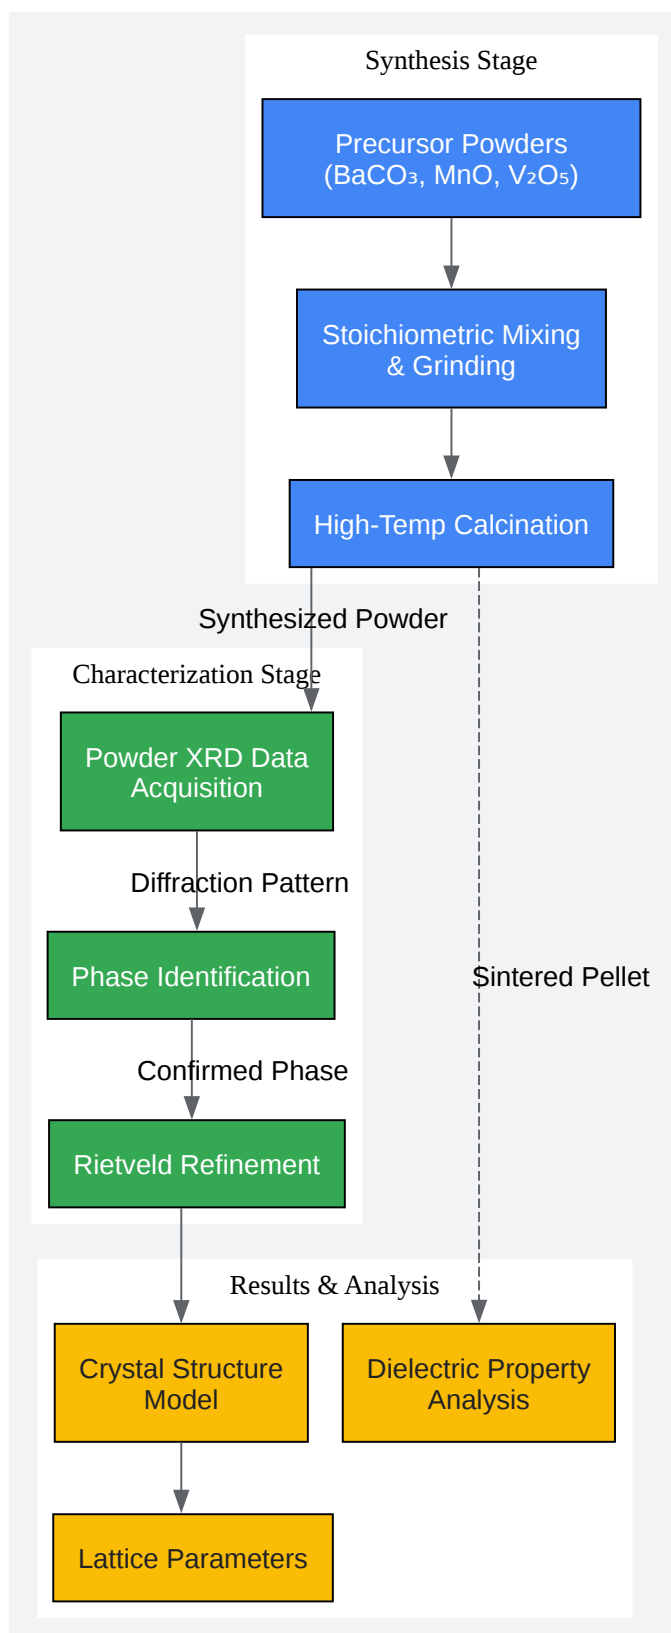 Synthesis Stage
Precursor Powders
(BaCO₃, MnO, V₂O₅)
Stoichiometric Mixing
& Grinding
High-Temp Calcination
Synthesized Powder
Characterization Stage
Powder XRD Data
Acquisition
Diffraction Pattern
Phase Identification
Sintered Pellet
Confirmed Phase
Rietveld Refinement
Results & Analysis
Crystal Structure
Model
Dielectric Property
Analysis
Lattice Parameters